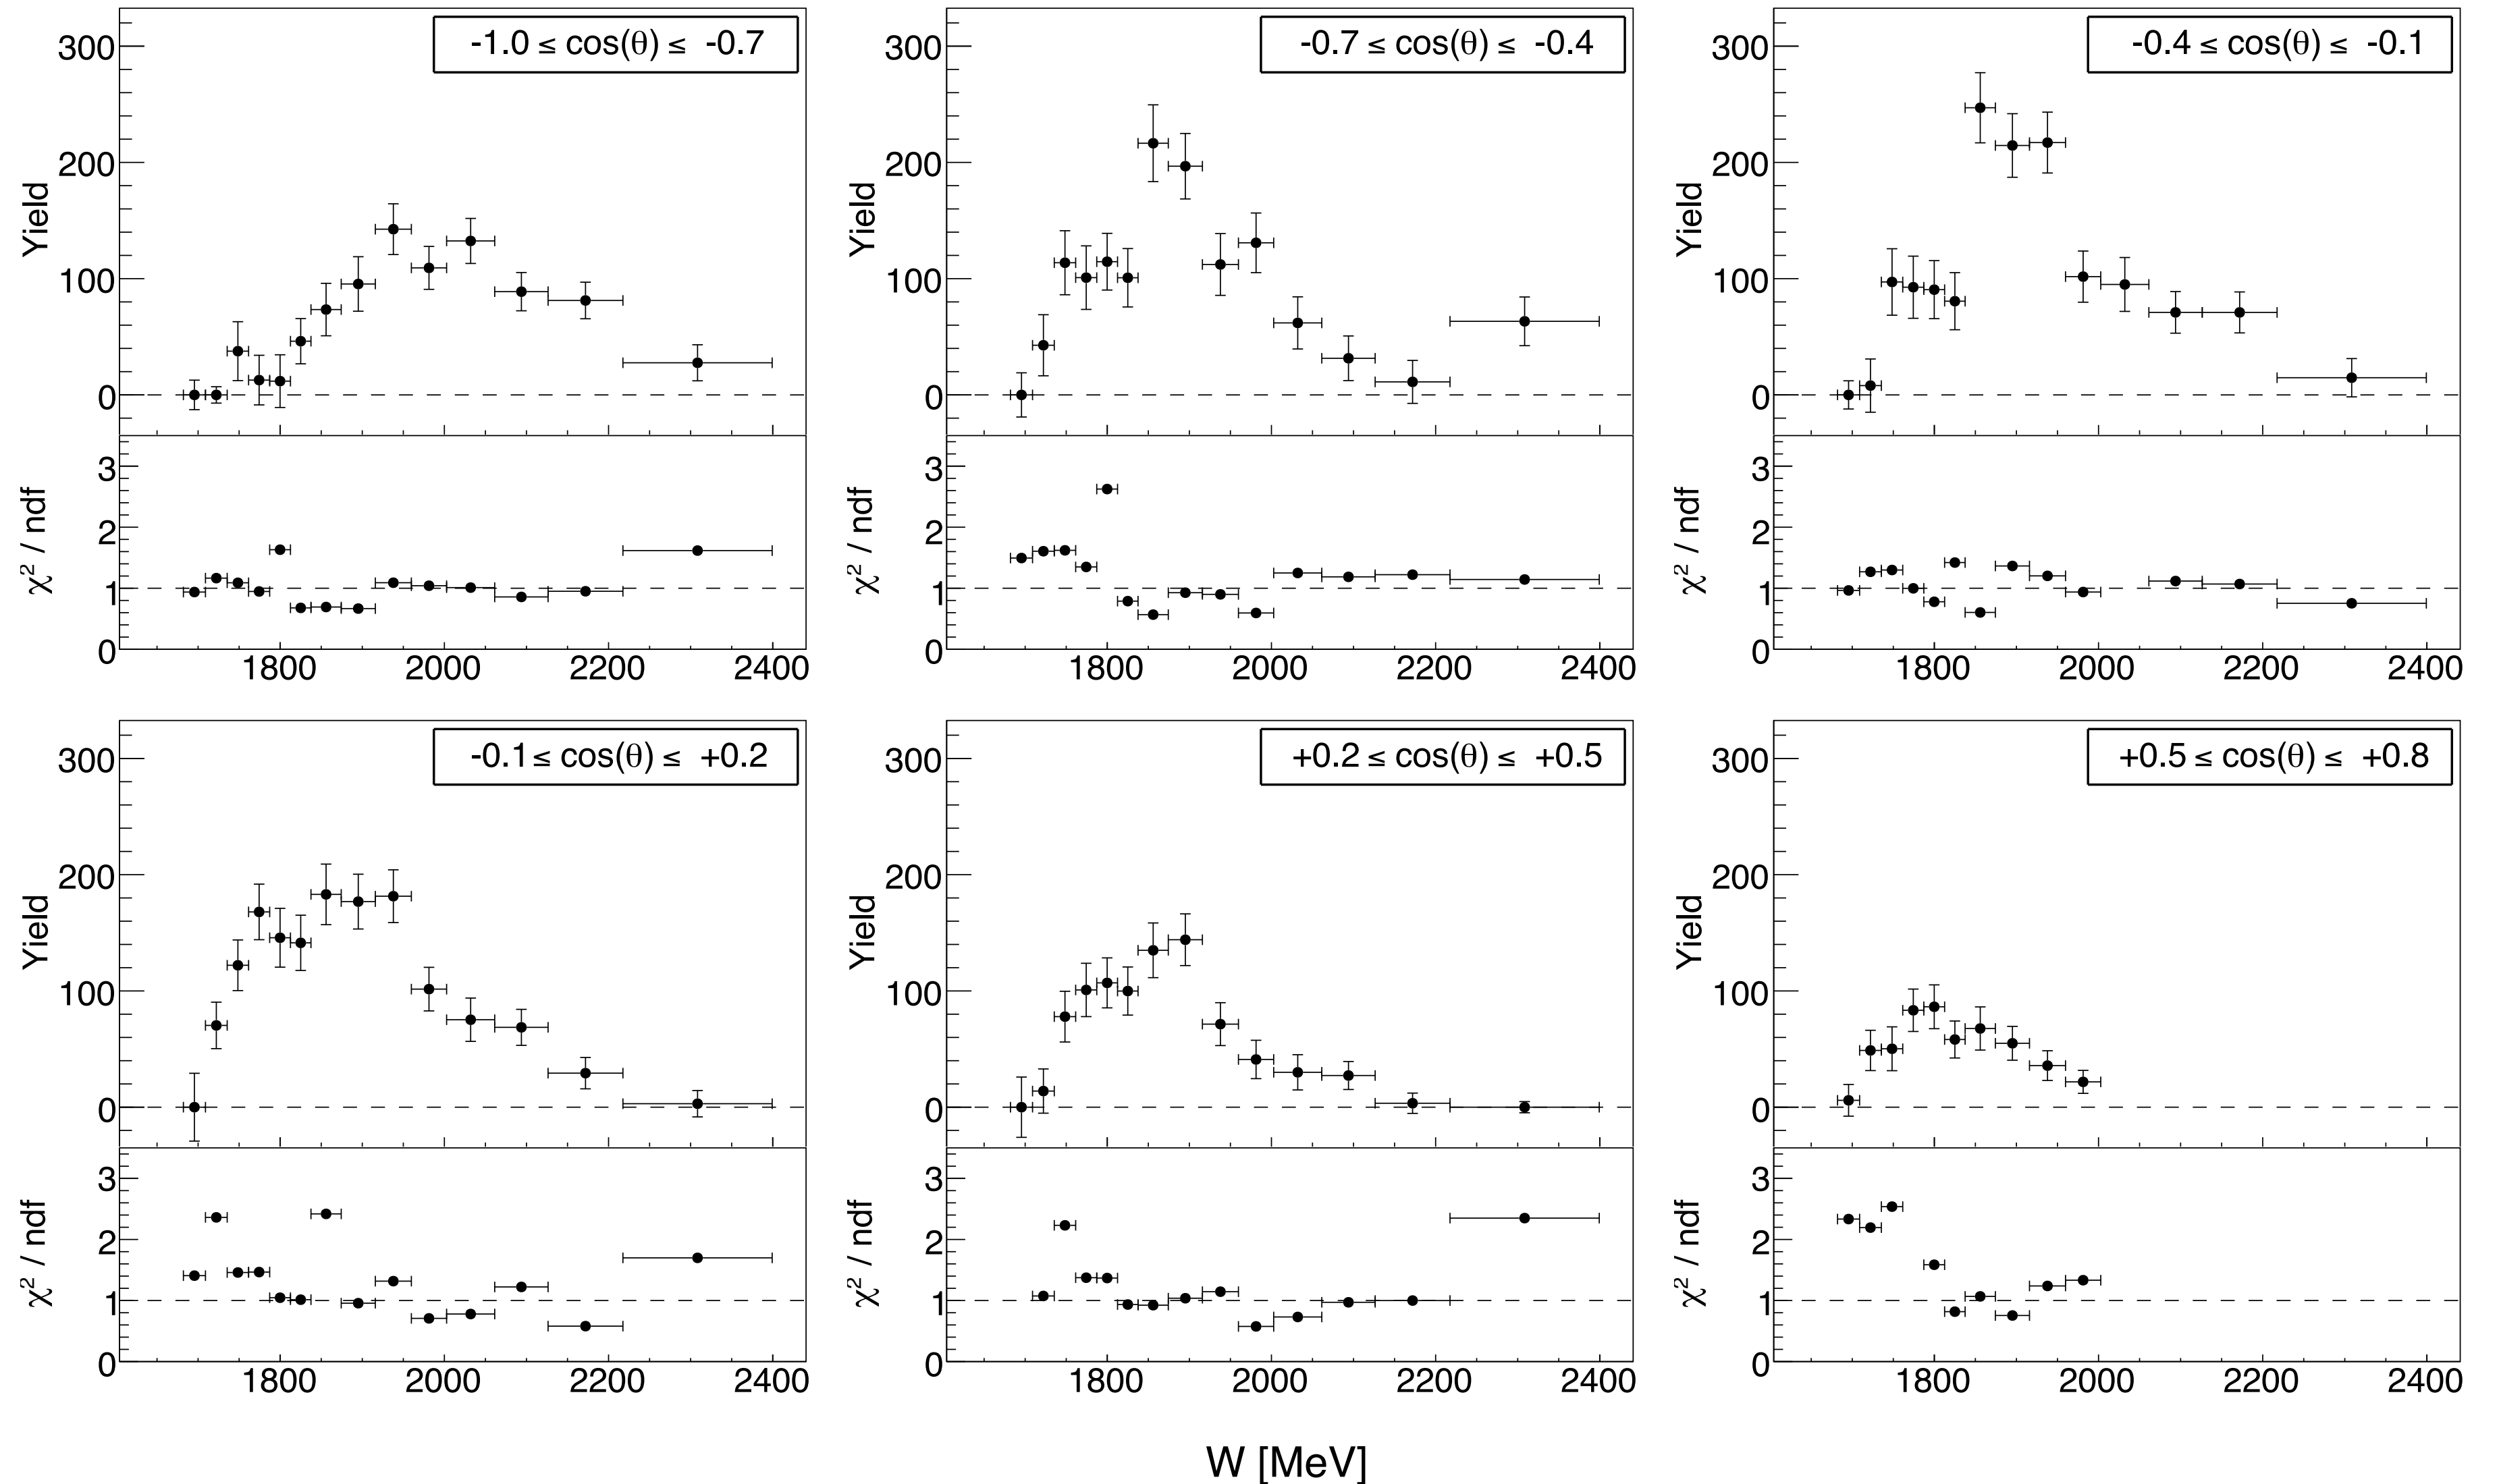 -1.0 ≤ cos(θ) ≤ -0.7
Yield
300
200
100
0
χ² / ndf
3
2
1
0
1800 2000 2200 2400
-0.7 ≤ cos(θ) ≤ -0.4
Yield
300
200
100
0
χ² / ndf
3
2
1
0
1800 2000 2200 2400
-0.4 ≤ cos(θ) ≤ -0.1
Yield
300
200
100
0
χ² / ndf
3
2
1
0
1800 2000 2200 2400
-0.1 ≤ cos(θ) ≤ +0.2
Yield
300
200
100
0
χ² / ndf
3
2
1
0
1800 2000 2200 2400
+0.2 ≤ cos(θ) ≤ +0.5
Yield
300
200
100
0
χ² / ndf
3
2
1
0
1800 2000 2200 2400
+0.5 ≤ cos(θ) ≤ +0.8
Yield
300
200
100
0
χ² / ndf
3
2
1
0
1800 2000 2200 2400
W [MeV]